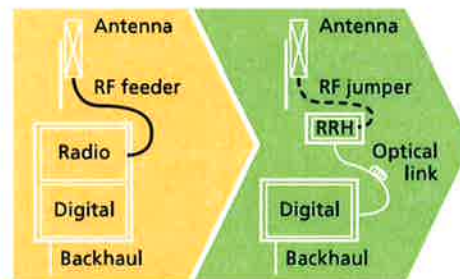 Antenna
RF feeder
Radio
Digital
Backhaul
Antenna
RF jumper
RRH
Optical
link
Digital
Backhaul